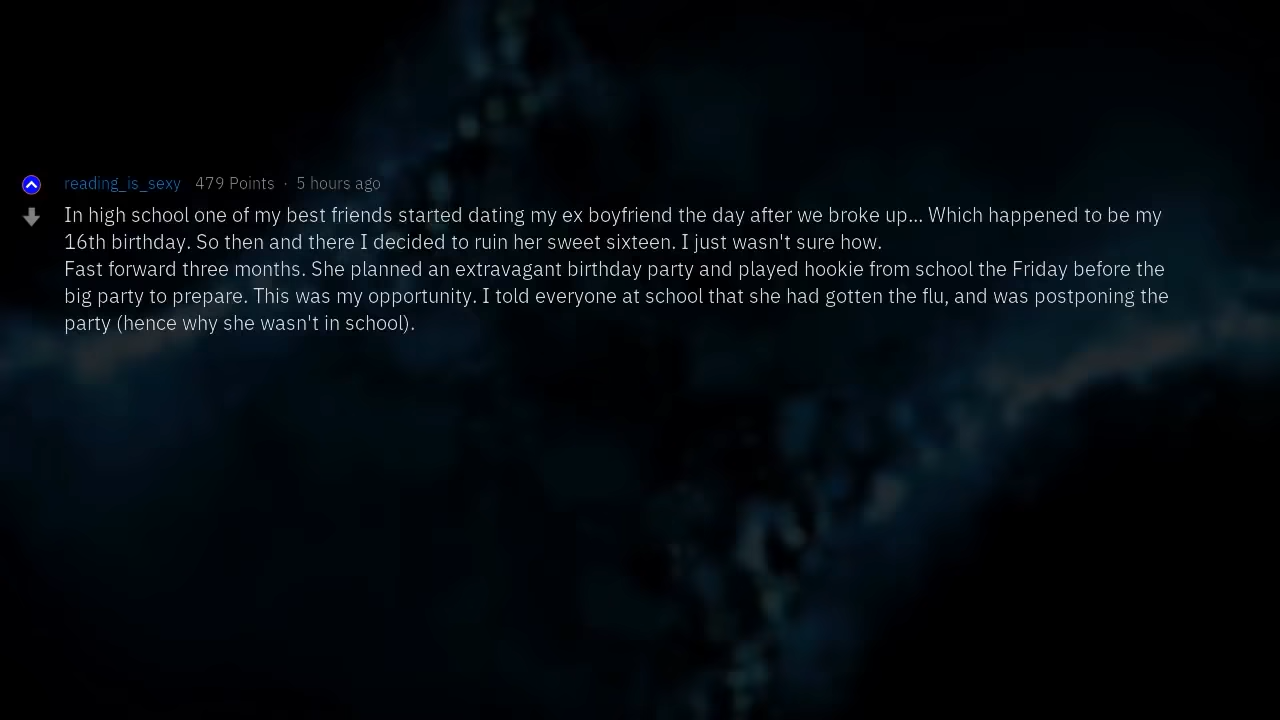 reading_is_sexy 479 Points · 5 hours ago
In high school one of my best friends started dating my ex boyfriend the day after we broke up... Which happened to be my
16th birthday. So then and there I decided to ruin her sweet sixteen. I just wasn't sure how.
Fast forward three months. She planned an extravagant birthday party and played hookie from school the Friday before the
big party to prepare. This was my opportunity. I told everyone at school that she had gotten the flu, and was postponing the
party (hence why she wasn't in school).